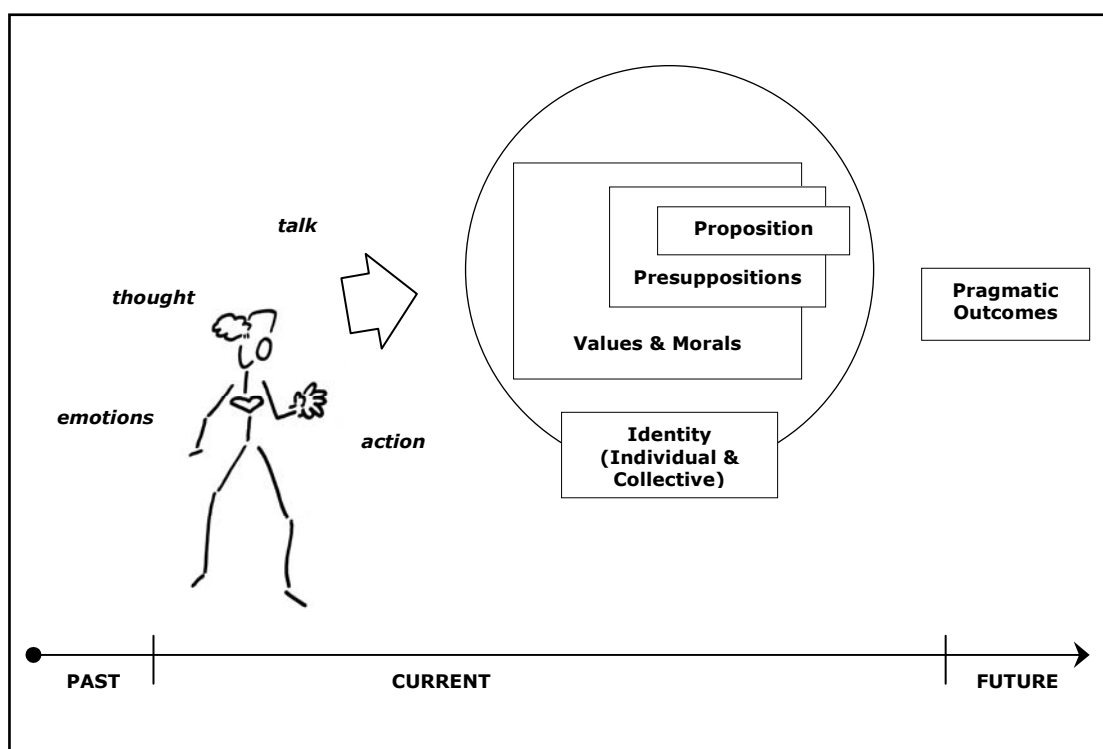 talk
thought
emotions
action
Proposition
Presuppositions
Values & Morals
Identity
(Individual &
Collective)
Pragmatic
Outcomes
PAST
CURRENT
FUTURE